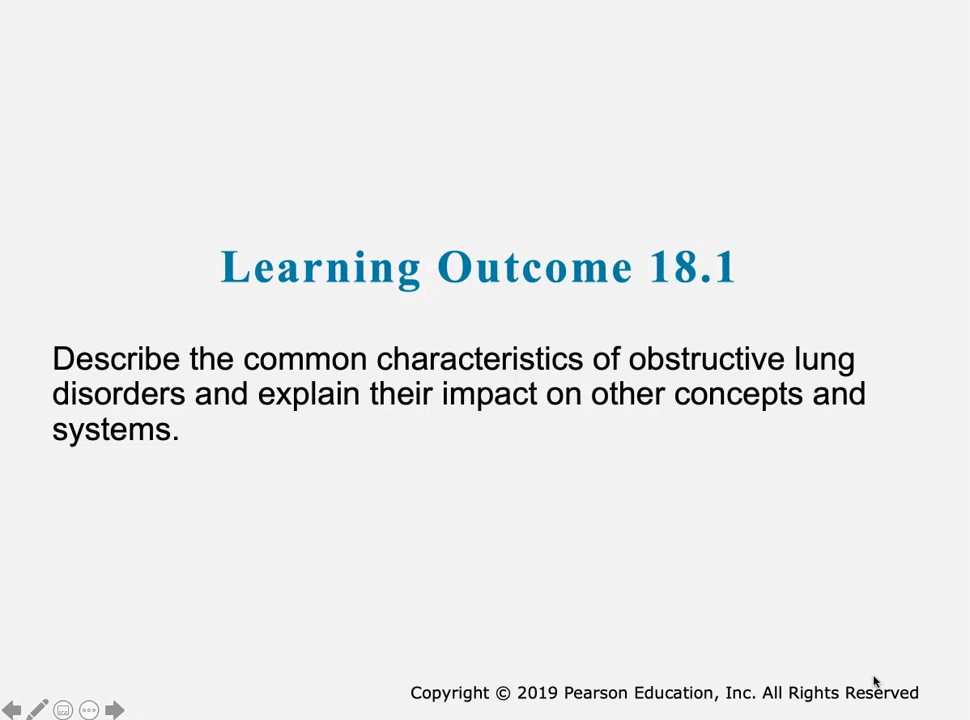 Learning Outcome 18.1
Describe the common characteristics of obstructive lung
disorders and explain their impact on other concepts and
systems.
Copyright © 2019 Pearson Education, Inc. All Rights Reserved